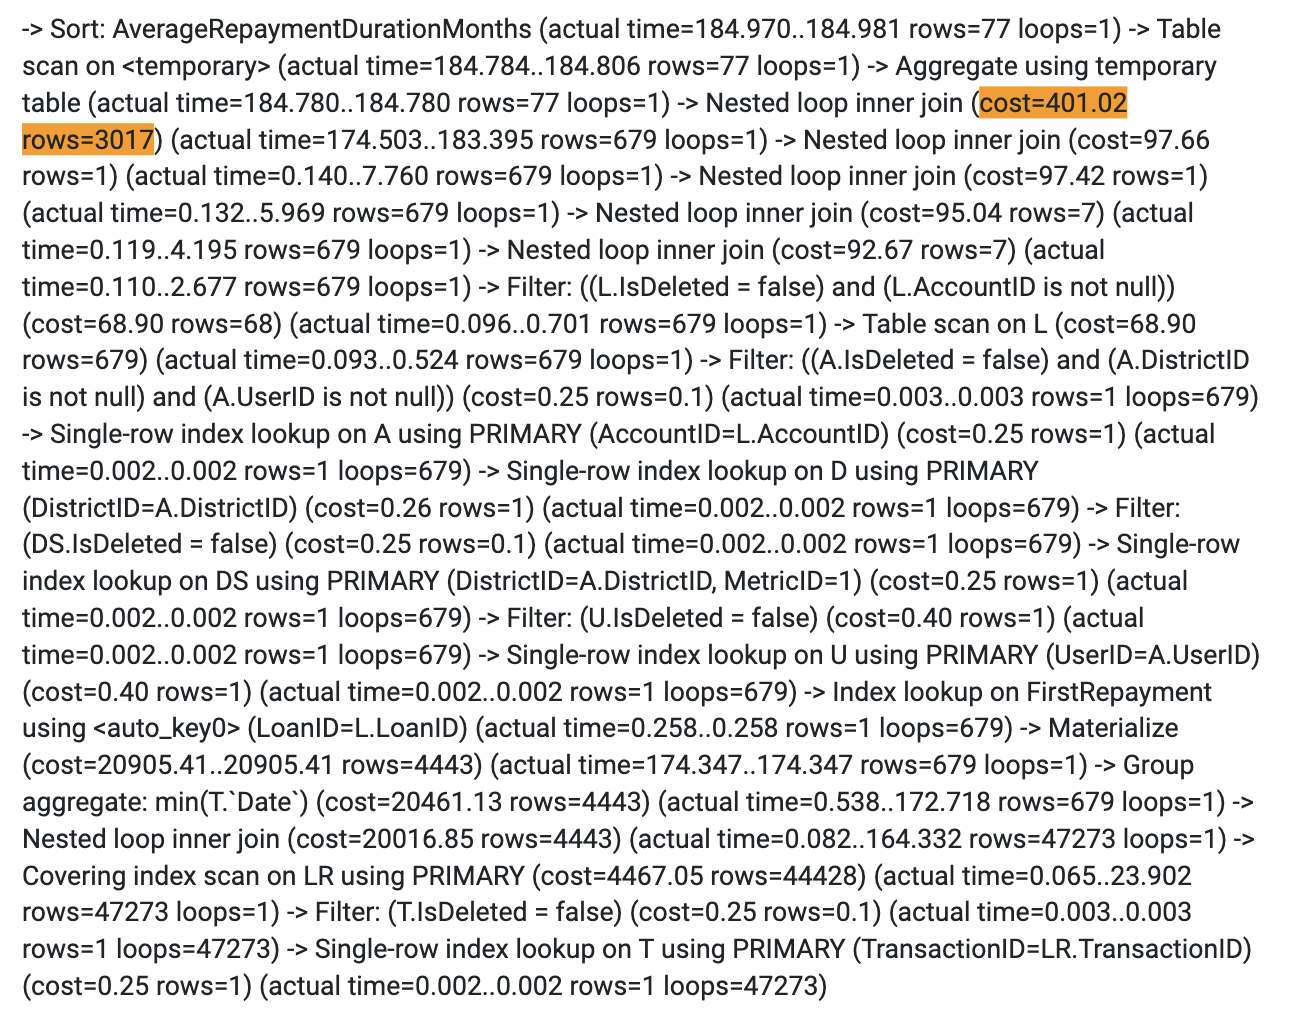 -> Sort: AverageRepaymentDurationMonths (actual time=184.970..184.981 rows=77 loops=1) -> Table
scan on <temporary> (actual time=184.784..184.806 rows=77 loops=1) -> Aggregate using temporary
table (actual time=184.780..184.780 rows=77 loops=1) -> Nested loop inner join (cost=401.02
rows=3017) (actual time=174.503..183.395 rows=679 loops=1) -> Nested loop inner join (cost=97.66
rows=1) (actual time=0.140..7.760 rows=679 loops=1) -> Nested loop inner join (cost=97.42 rows=1)
(actual time=0.132..5.969 rows=679 loops=1) -> Nested loop inner join (cost=95.04 rows=7) (actual
time=0.119..4.195 rows=679 loops=1) -> Nested loop inner join (cost=92.67 rows=7) (actual
time=0.110..2.677 rows=679 loops=1) -> Filter: ((L.IsDeleted = false) and (L.AccountID is not null))
(cost=68.90 rows=68) (actual time=0.096..0.701 rows=679 loops=1) -> Table scan on L (cost=68.90
rows=679) (actual time=0.093..0.524 rows=679 loops=1) -> Filter: ((A.IsDeleted = false) and (A.DistrictID
is not null) and (A.UserID is not null)) (cost=0.25 rows=0.1) (actual time=0.003..0.003 rows=1 loops=679)
-> Single-row index lookup on A using PRIMARY (AccountID=L.AccountID) (cost=0.25 rows=1) (actual
time=0.002..0.002 rows=1 loops=679) -> Single-row index lookup on D using PRIMARY
(DistrictID=A.DistrictID) (cost=0.26 rows=1) (actual time=0.002..0.002 rows=1 loops=679) -> Filter:
(DS.IsDeleted = false) (cost=0.25 rows=0.1) (actual time=0.002..0.002 rows=1 loops=679) -> Single-row
index lookup on DS using PRIMARY (DistrictID=A.DistrictID, MetricID=1) (cost=0.25 rows=1) (actual
time=0.002..0.002 rows=1 loops=679) -> Filter: (U.IsDeleted = false) (cost=0.40 rows=1) (actual
time=0.002..0.002 rows=1 loops=679) -> Single-row index lookup on U using PRIMARY (UserID=A.UserID)
(cost=0.40 rows=1) (actual time=0.002..0.002 rows=1 loops=679) -> Index lookup on FirstRepayment
using <auto_key0> (LoanID=L.LoanID) (actual time=0.258..0.258 rows=1 loops=679) -> Materialize
(cost=20905.41..20905.41 rows=4443) (actual time=174.347..174.347 rows=679 loops=1) -> Group
aggregate: min(T.`Date`) (cost=20461.13 rows=4443) (actual time=0.538..172.718 rows=679 loops=1) ->
Nested loop inner join (cost=20016.85 rows=4443) (actual time=0.082..164.332 rows=47273 loops=1) ->
Covering index scan on LR using PRIMARY (cost=4467.05 rows=44428) (actual time=0.065..23.902
rows=47273 loops=1) -> Filter: (T.IsDeleted = false) (cost=0.25 rows=0.1) (actual time=0.003..0.003
rows=1 loops=47273) -> Single-row index lookup on T using PRIMARY (TransactionID=LR.TransactionID)
(cost=0.25 rows=1) (actual time=0.002..0.002 rows=1 loops=47273)